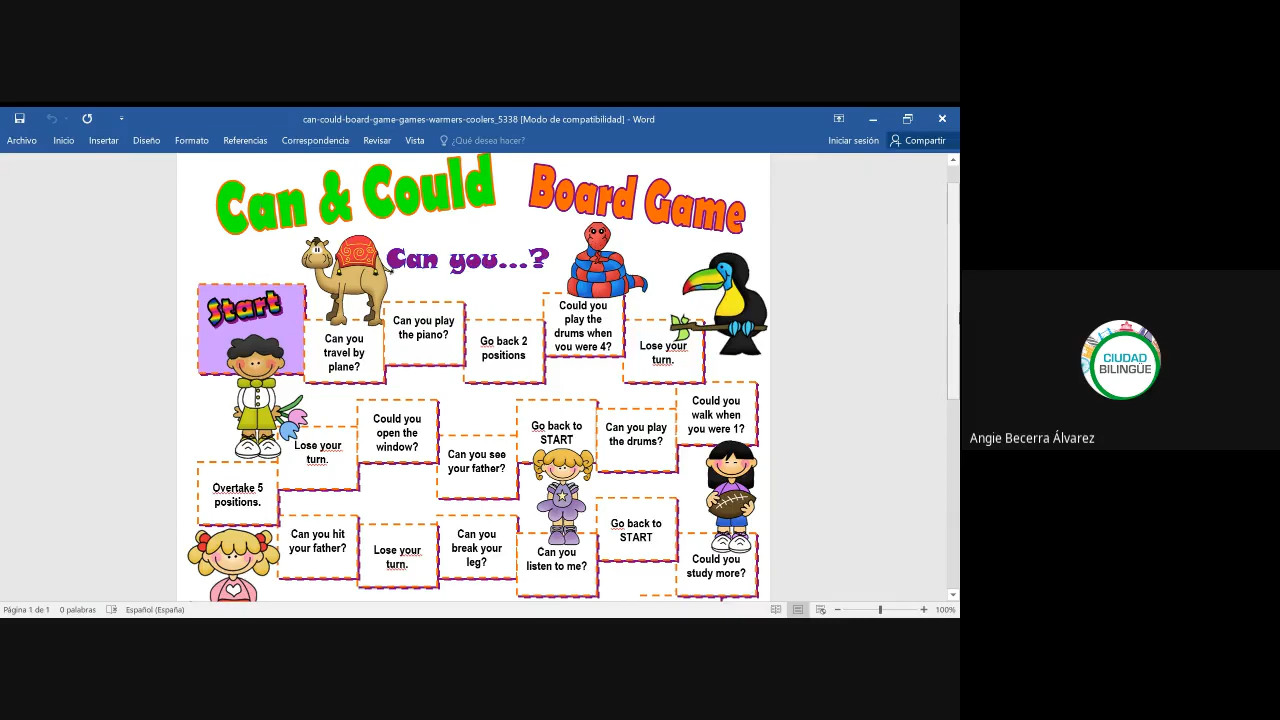 can-could-board-game-games-warmers-coolers_5338 [Modo de compatibilidad] - Word
Archivo Inicio Insertar Diseño Formato Referencias Correspondencia Revisar Vista ¿Qué desea hacer? Iniciar sesión Compartir
Can & Could Board Game
Can you...?
Start
Can you
travel by
plane?
Can you play
the piano?
Go back 2
positions
Could you
play the
drums when
you were 4?
Lose your
turn.
Could you
walk when
you were 1?
Can you play
the drums?
Go back to
START
Can you see
your father?
Could you
open the
window?
Lose your
turn.
Overtake 5
positions.
Can you hit
your father?
Lose your
turn.
Can you
break your
leg?
Can you
listen to me?
Go back to
START
Could you
study more?
Página 1 de 1 0 palabras Español (España) 100%
CIUDAD
BILINGÜE
Angie Becerra Álvarez